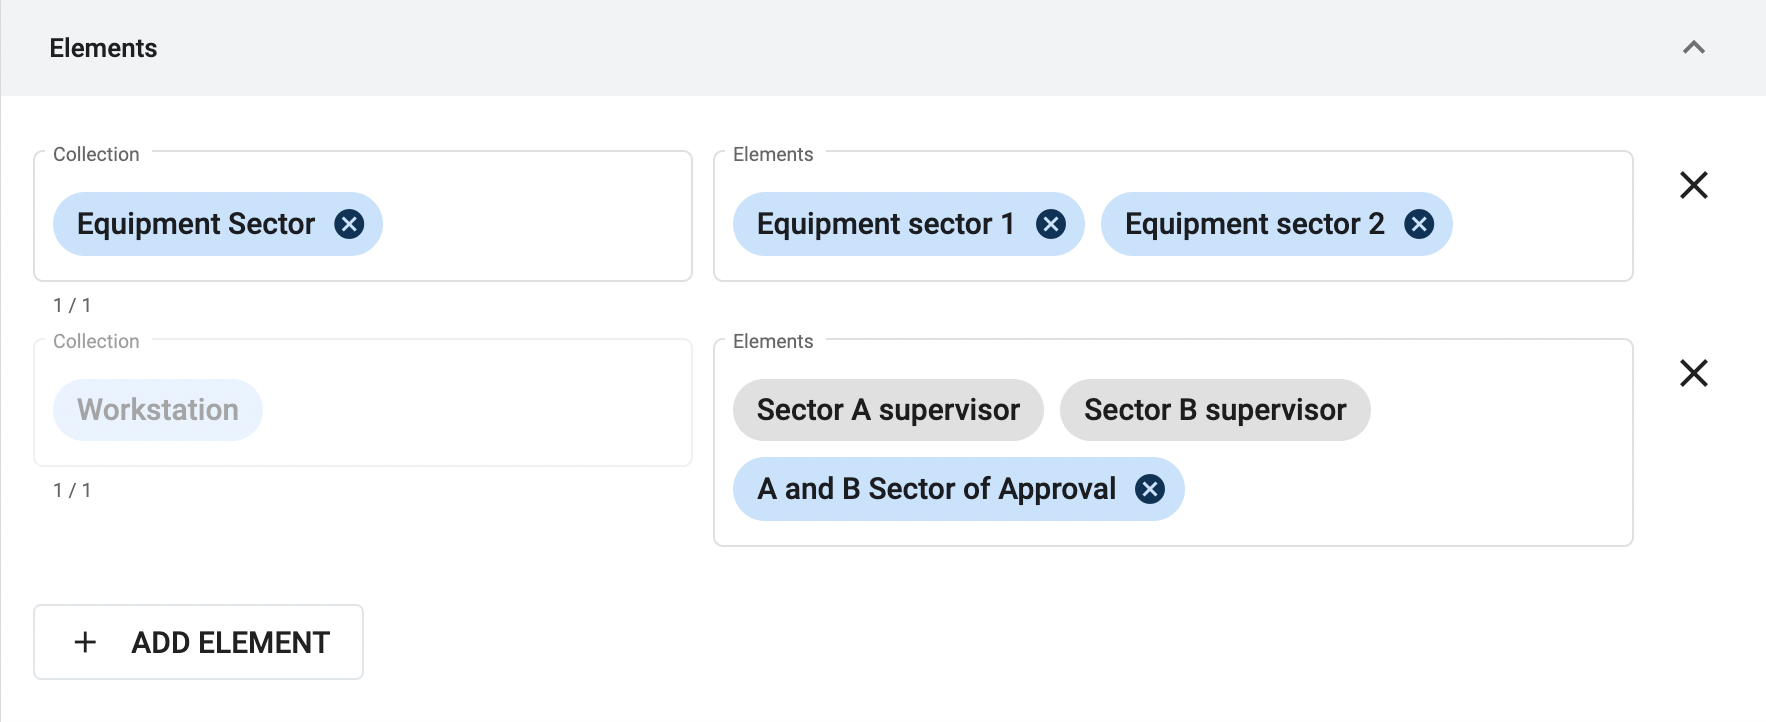 Elements
Collection
Elements
Equipment Sector
Equipment sector 1
Equipment sector 2
1 / 1
Collection
Elements
Workstation
Sector A supervisor
Sector B supervisor
A and B Sector of Approval
1 / 1
ADD ELEMENT